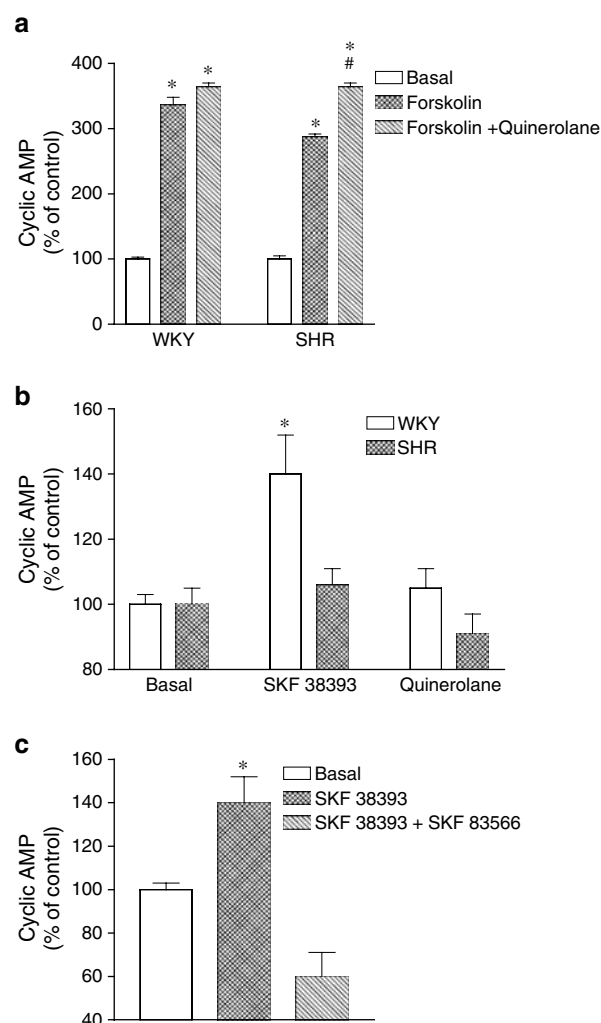 a
Cyclic AMP
(% of control)
400
300
200
100
0
*
*
*
*
#
WKY
SHR
Basal
Forskolin
Forskolin +Quinerolane
b
Cyclic AMP
(% of control)
160
140
120
100
80
*
WKY
SHR
Basal
SKF 38393
Quinerolane
c
Cyclic AMP
(% of control)
160
140
120
100
80
60
40
*
Basal
SKF 38393
SKF 38393 + SKF 83566